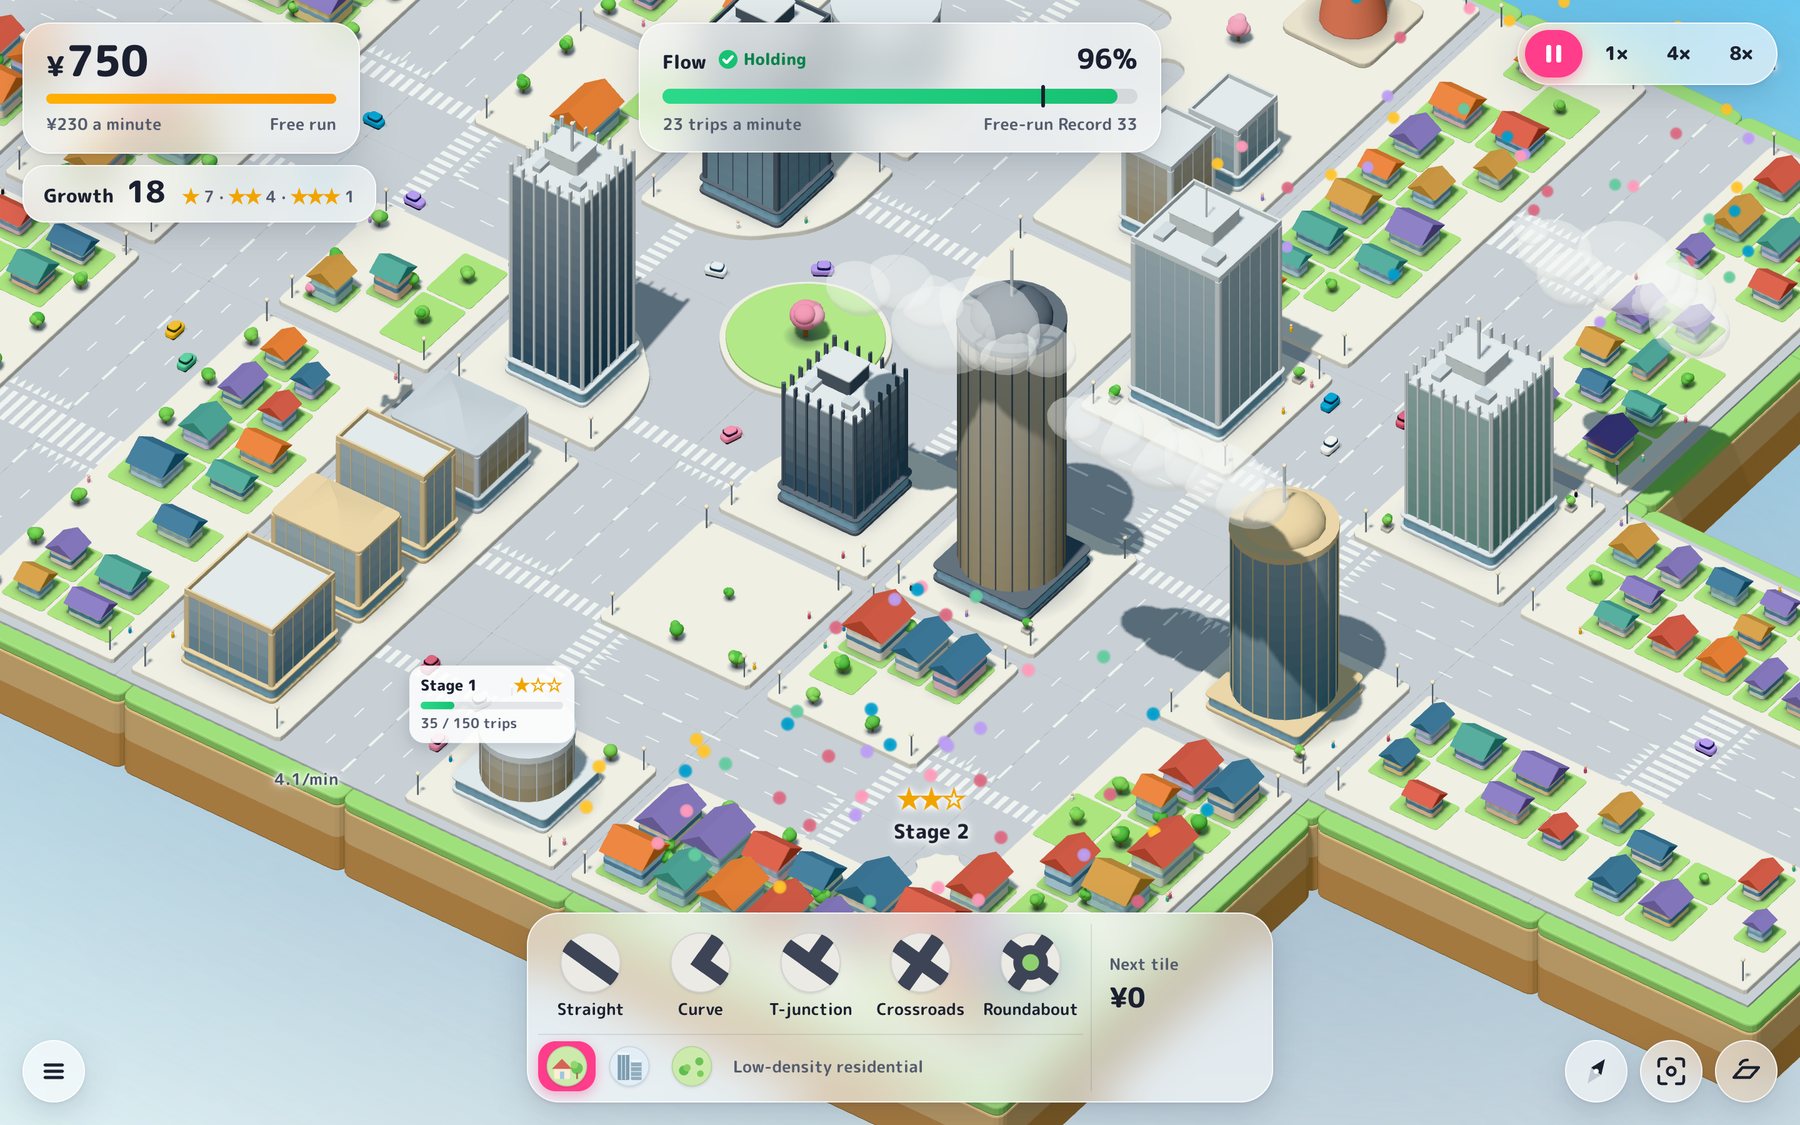 ¥750
¥230 a minute
Free run
Growth 18 ★ 7 · ★★ 4 · ★★★ 1
Flow Holding 96%
23 trips a minute
Free-run Record 33
1× 4× 8×
Stage 1 ★☆☆
35 / 150 trips
4.1/min
★★☆
Stage 2
Straight
Curve
T-junction
Crossroads
Roundabout
Next tile
¥0
Low-density residential